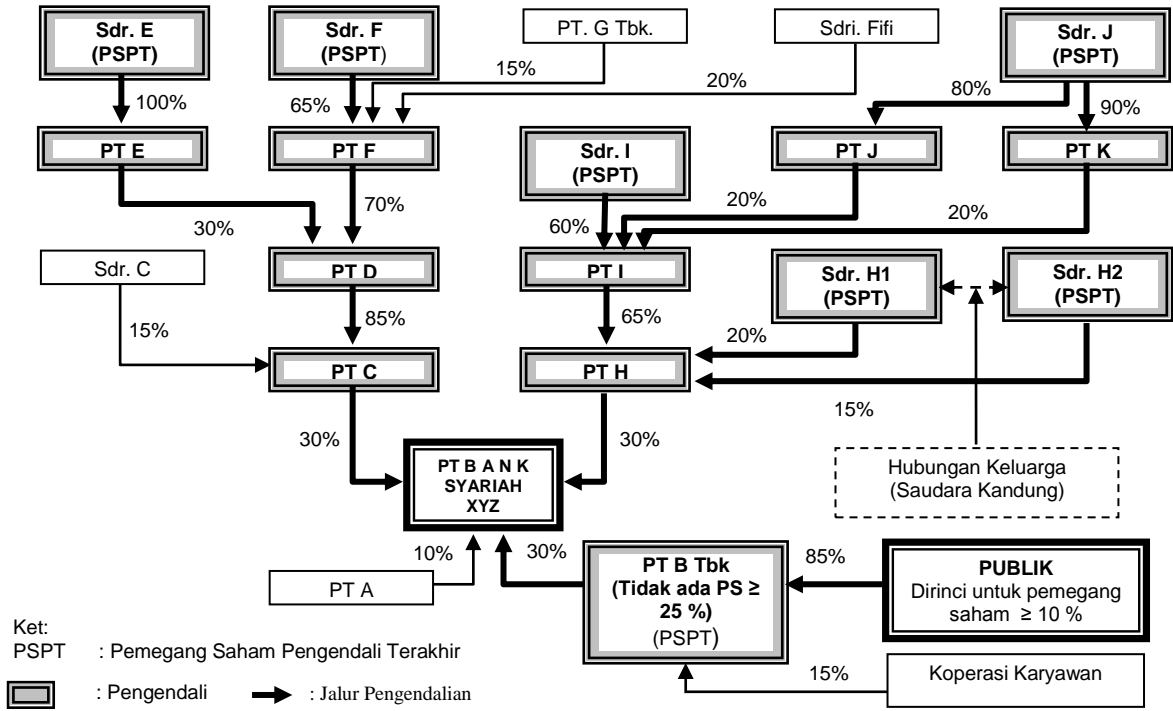 Sdr. E
(PSPT)
Sdr. F
(PSPT)
PT. G Tbk.
Sdri. Fifi
Sdr. J
(PSPT)
100%
65%
15%
20%
80%
90%
PT E
PT F
Sdr. I
(PSPT)
PT J
PT K
30%
70%
60%
20%
20%
Sdr. C
PT D
PT I
Sdr. H1
(PSPT)
Sdr. H2
(PSPT)
15%
85%
65%
20%
PT C
PT H
15%
30%
30%
PT B A N K
SYARIAH
XYZ
Hubungan Keluarga
(Saudara Kandung)
10%
30%
PT A
PT B Tbk
(Tidak ada PS ≥
25 %)
(PSPT)
85%
PUBLIK
Dirinci untuk pemegang
saham ≥ 10 %
15%
Koperasi Karyawan
Ket:
PSPT : Pemegang Saham Pengendali Terakhir
: Pengendali : Jalur Pengendalian